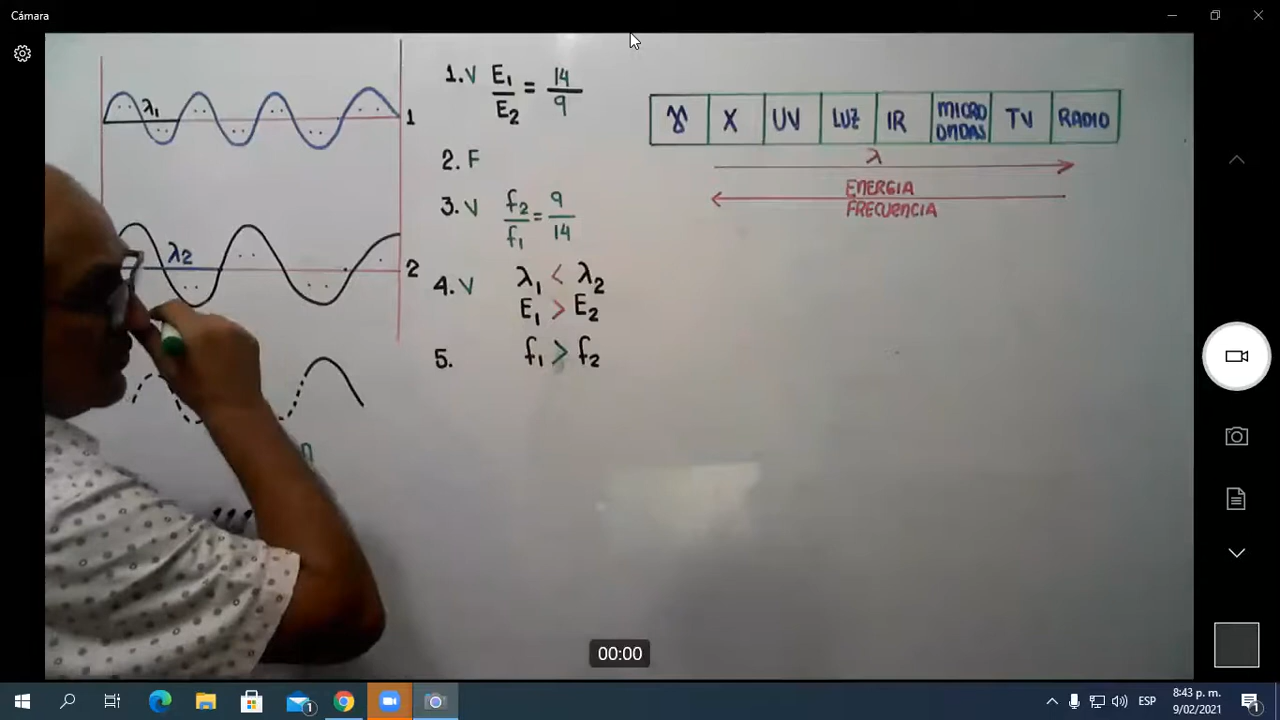 Cámara
λ₁
1
λ₂
2
n
1. V E₁/E₂ = 14/9
2. F
3. V f₂/f₁ = 9/14
4. V λ₁ < λ₂
E₁ > E₂
5. f₁ > f₂
ɣ X UV LUZ IR MICRO ONDAS TV RADIO
λ
ENERGIA
FRECUENCIA
00:00
1
ESP
8:43 p. m.
9/02/2021
1